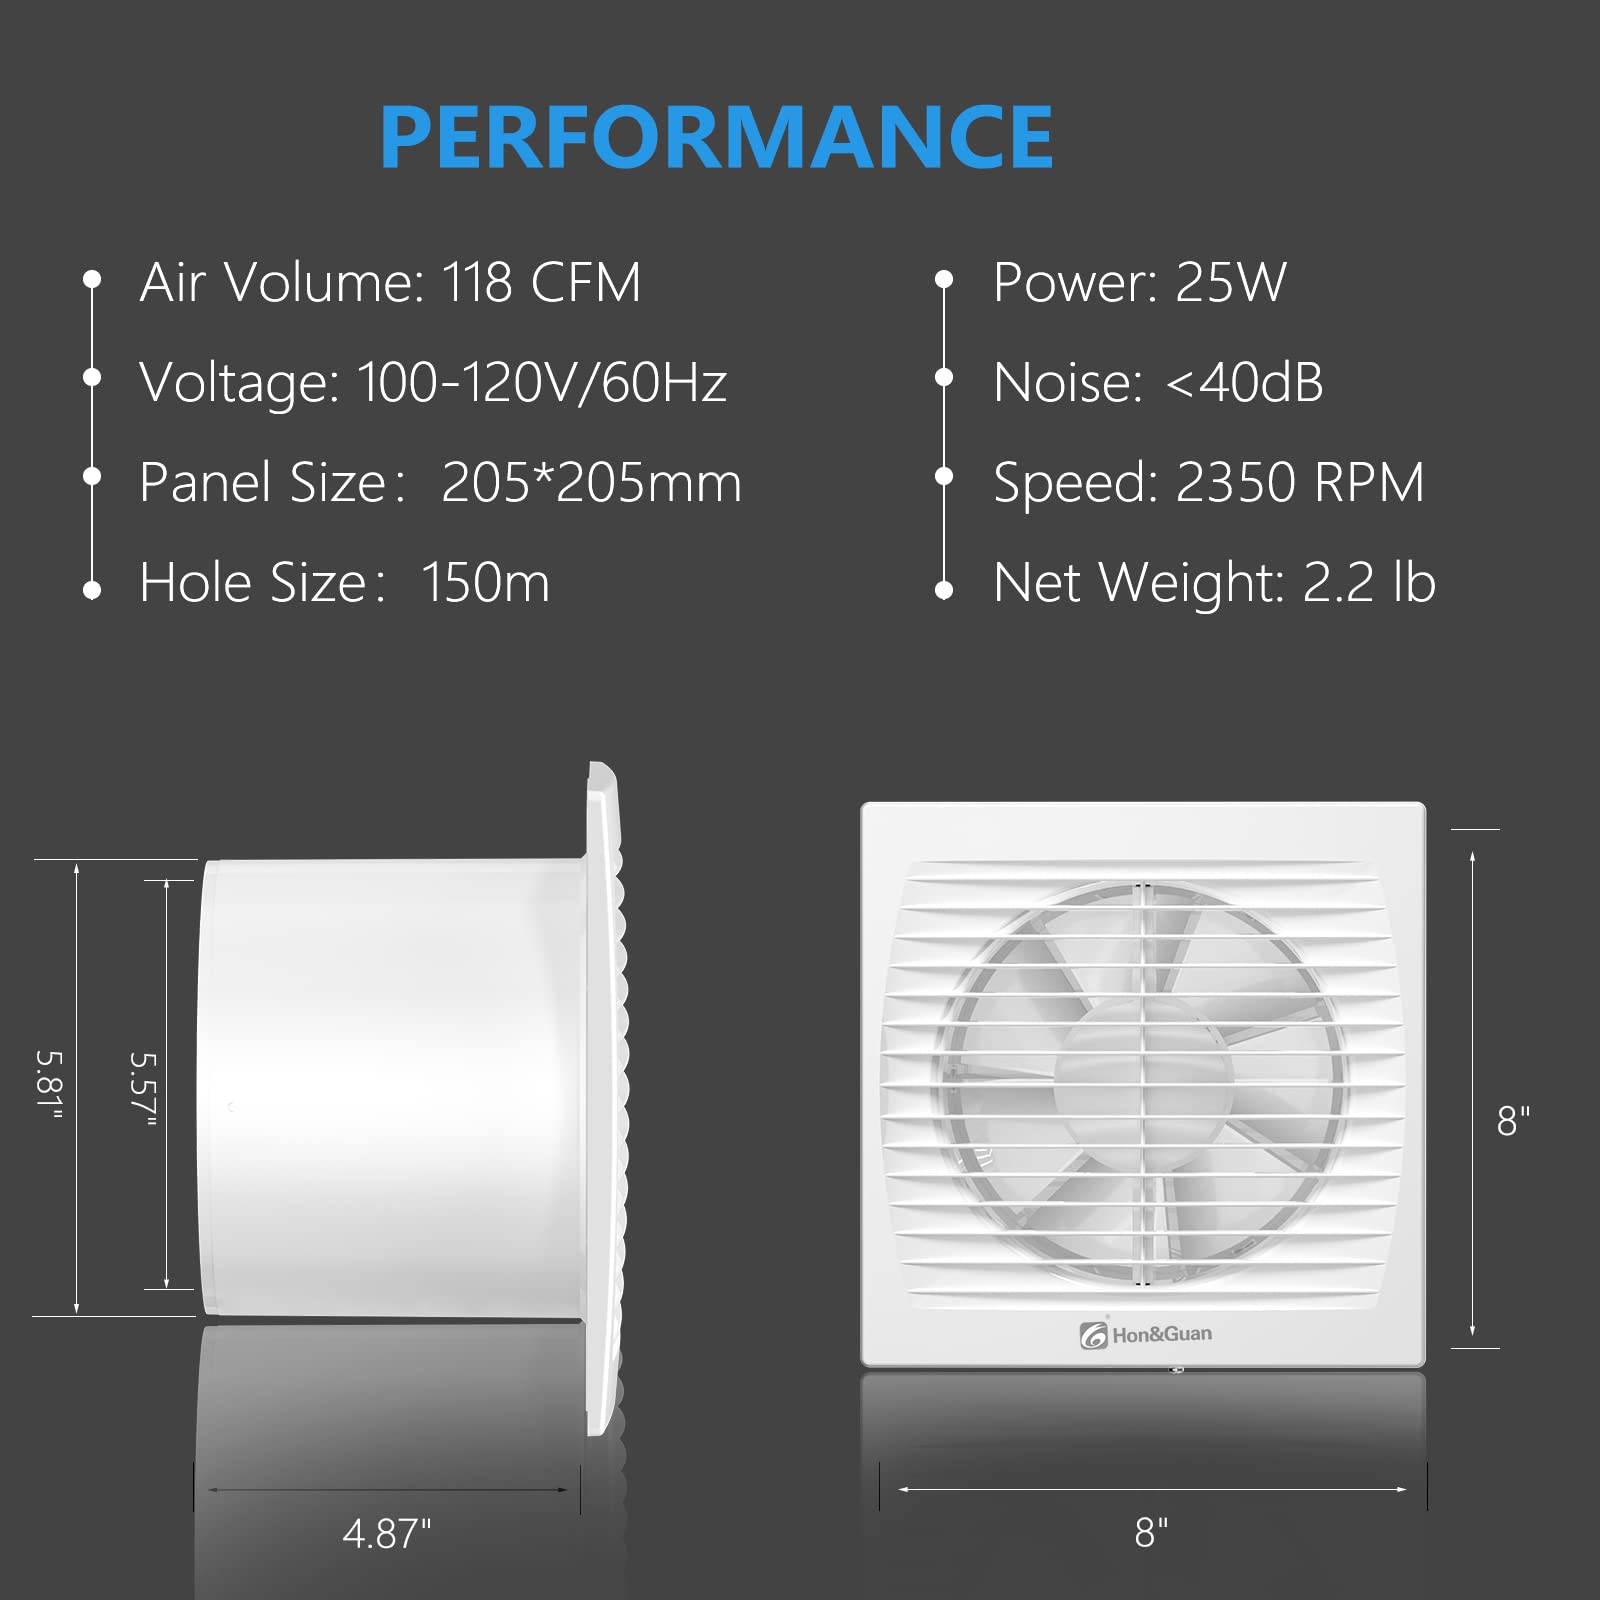 PERFORMANCE
Air Volume: 118 CFM
Voltage: 100-120V/60Hz
Panel Size： 205*205mm
Hole Size： 150m
Power: 25W
Noise: <40dB
Speed: 2350 RPM
Net Weight: 2.2 lb
5.81"
5.57"
4.87"
Hon&Guan
8"
8"